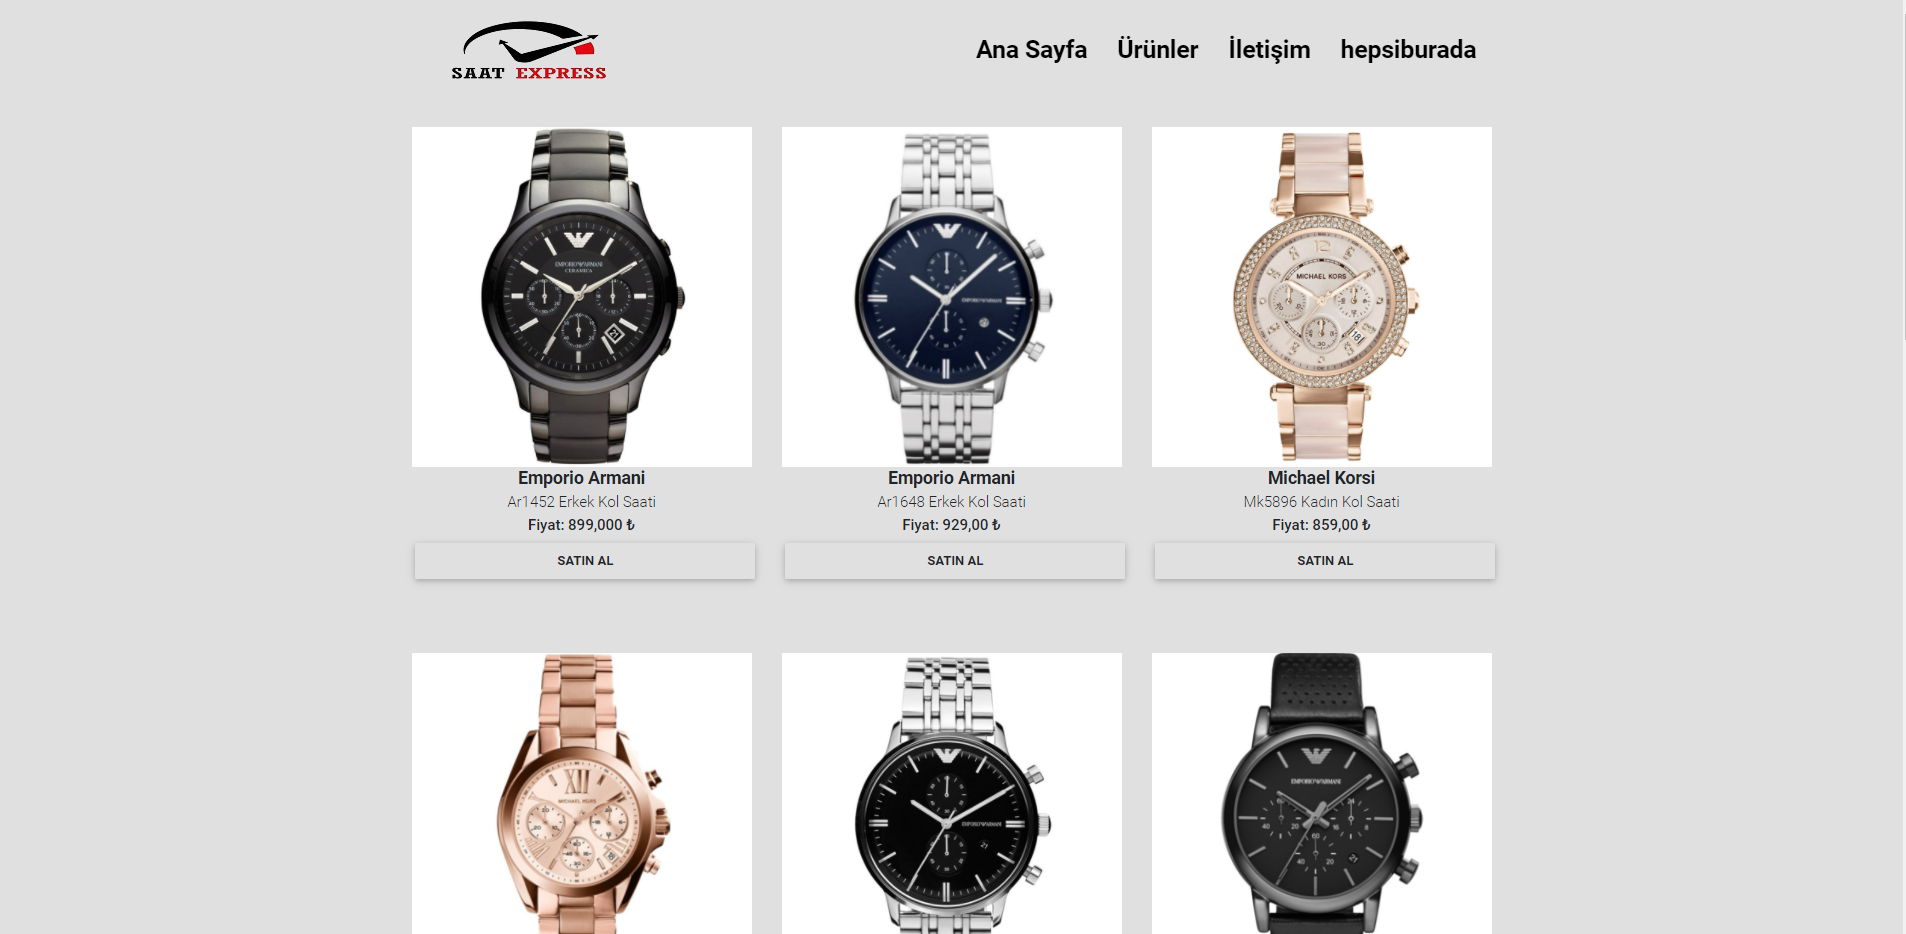 SAAT EXPRESS
Ana Sayfa Ürünler İletişim hepsiburada
EMPORIO ARMANI
CERAMICA
EMPORIO ARMANI
MICHAEL KORS
Emporio Armani
Ar1452 Erkek Kol Saati
Fiyat: 899,000 ₺
SATIN AL
Emporio Armani
Ar1648 Erkek Kol Saati
Fiyat: 929,00 ₺
SATIN AL
Michael Korsi
Mk5896 Kadın Kol Saati
Fiyat: 859,00 ₺
SATIN AL
XII
MICHAEL KORS
EMPORIO ARMANI
21
EMPORIO ARMANI